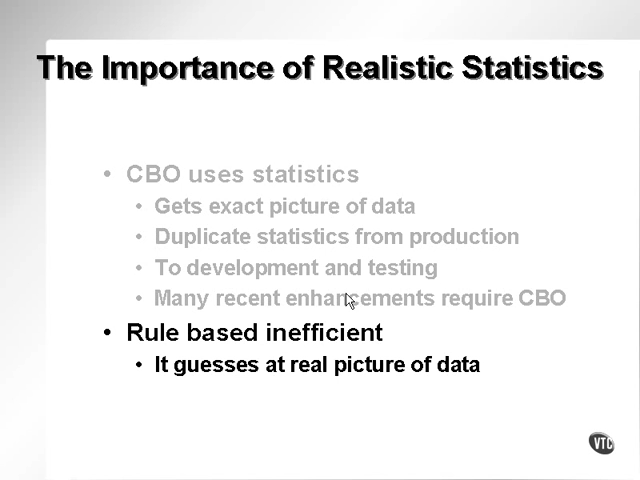 The Importance of Realistic Statistics
• CBO uses statistics
• Gets exact picture of data
• Duplicate statistics from production
• To development and testing
• Many recent enhancements require CBO
• Rule based inefficient
• It guesses at real picture of data
VTC